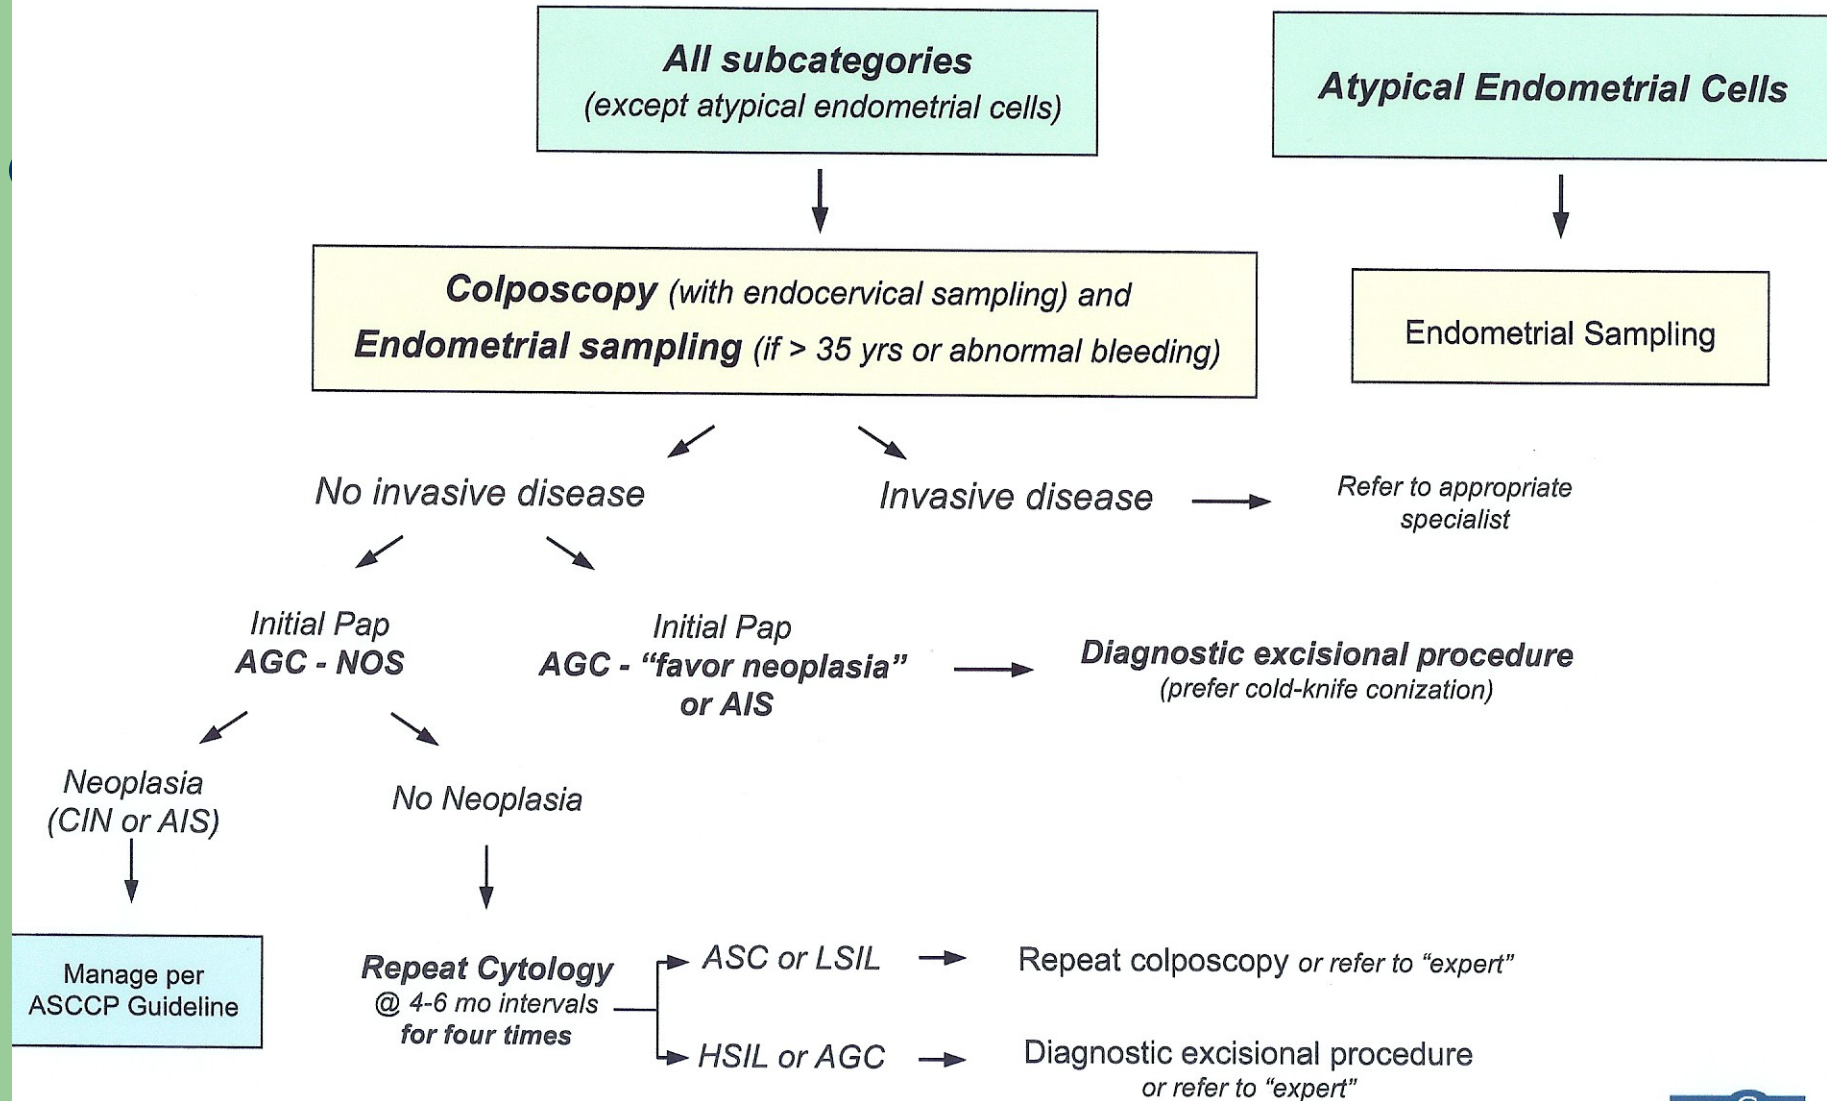 All subcategories
(except atypical endometrial cells)
Atypical Endometrial Cells
Colposcopy (with endocervical sampling) and
Endometrial sampling (if > 35 yrs or abnormal bleeding)
Endometrial Sampling
No invasive disease
Invasive disease
Refer to appropriate
specialist
Initial Pap
AGC - NOS
Initial Pap
AGC - “favor neoplasia”
or AIS
Diagnostic excisional procedure
(prefer cold-knife conization)
Neoplasia
(CIN or AIS)
No Neoplasia
Manage per
ASCCP Guideline
Repeat Cytology
@ 4-6 mo intervals
for four times
ASC or LSIL
Repeat colposcopy or refer to “expert”
HSIL or AGC
Diagnostic excisional procedure
or refer to “expert”